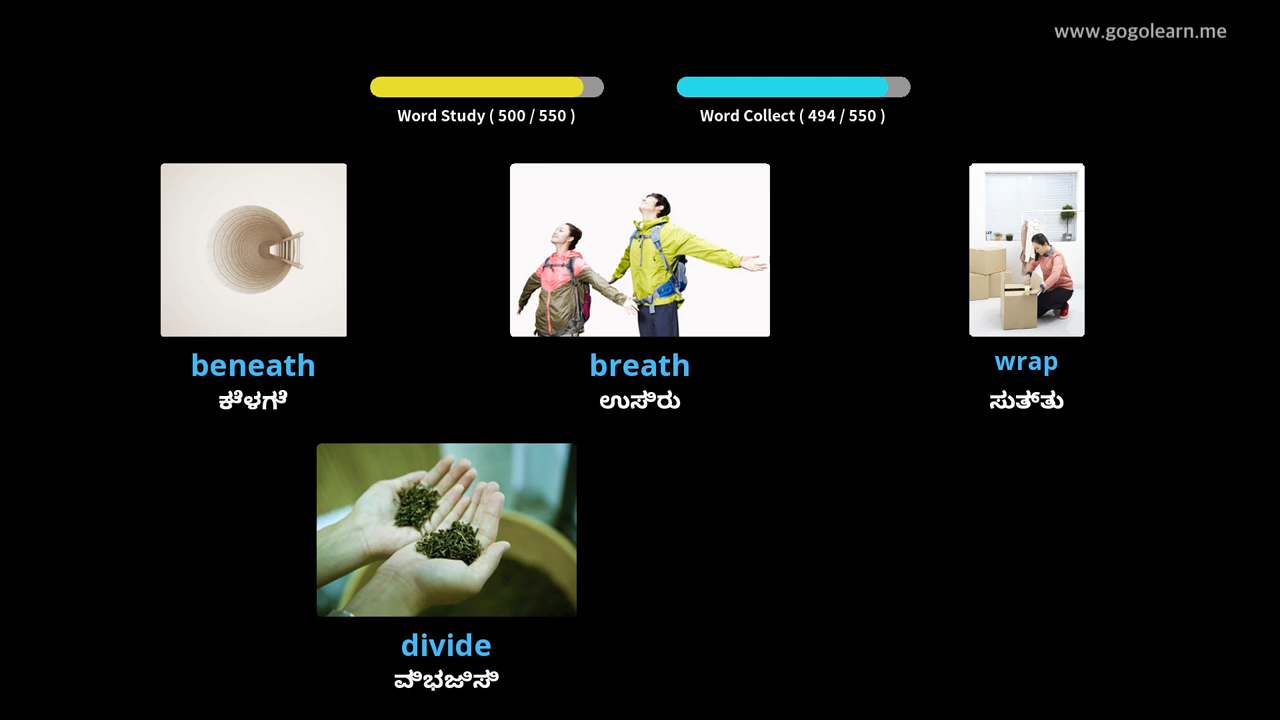 www.gogolearn.me
Word Study ( 500 / 550 )
Word Collect ( 494 / 550 )
beneath
ಕೆಳಗೆ
breath
ಉಸಿರು
wrap
ಸುತ್ತು
divide
ವಿಭಜಿಸಿ